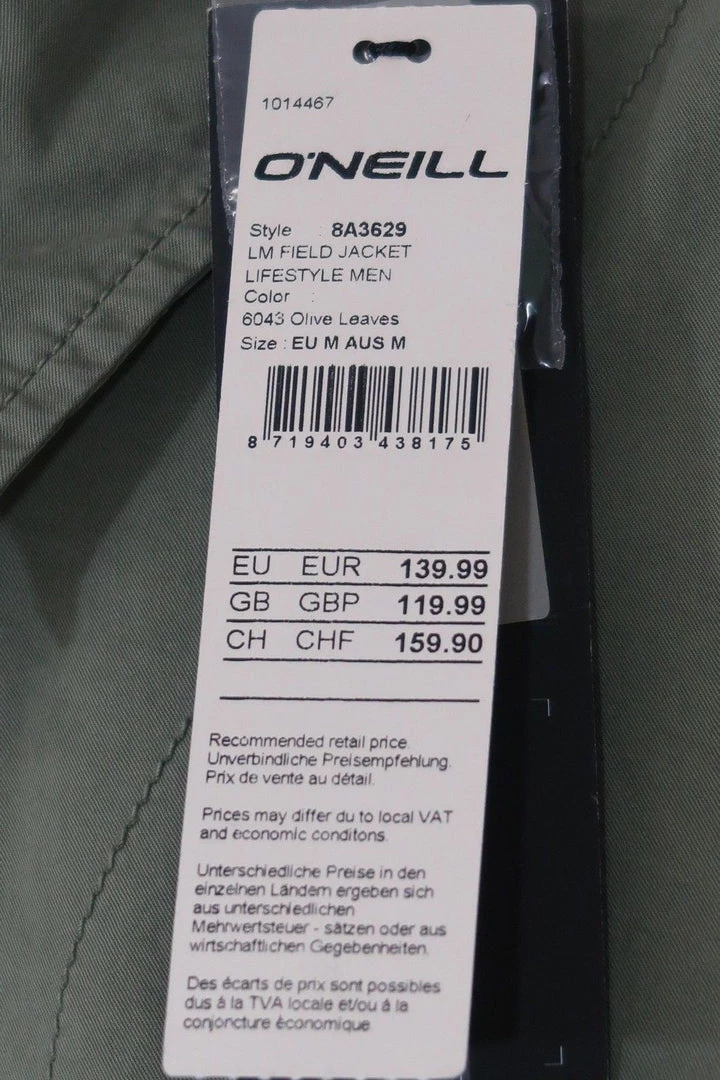 1014467
O'NEILL
Style : 8A3629
LM FIELD JACKET
LIFESTYLE MEN
Color :
6043 Olive Leaves
Size : EU M AUS M
8 719403 438175
EU EUR 139.99
GB GBP 119.99
CH CHF 159.90
Recommended retail price.
Unverbindliche Preisempfehlung.
Prix de vente au détail.
Prices may differ du to local VAT
and economic conditons.
Unterschiedliche Preise in den
einzelnen Ländern ergeben sich
aus unterschiedlichen
Mehrwertsteuer - sätzen oder aus
wirtschaftlichen Gegebenheiten.
Des écarts de prix sont possibles
dus á la TVA locale et/ou á la
conjoncture économique